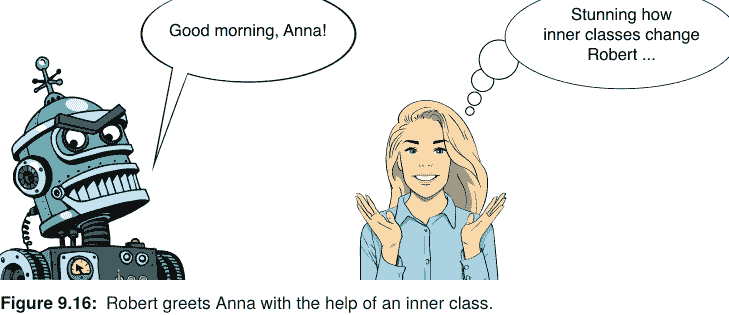 Good morning, Anna!
Stunning how
inner classes change
Robert ...
Figure 9.16: Robert greets Anna with the help of an inner class.